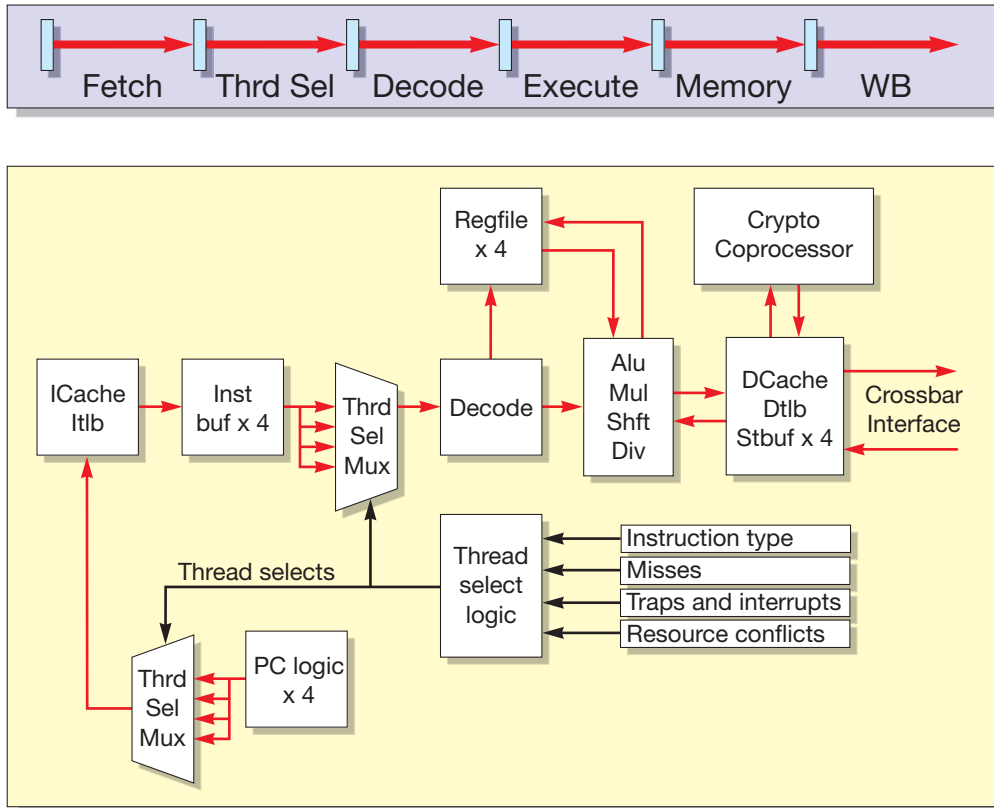 Fetch
Thrd Sel
Decode
Execute
Memory
WB
Regfile
x 4
Crypto
Coprocessor
ICache
Itlb
Inst
buf x 4
Thrd
Sel
Mux
Decode
Alu
Mul
Shft
Div
DCache
Dtlb
Stbuf x 4
Crossbar
Interface
Thread selects
Thread
select
logic
Instruction type
Misses
Traps and interrupts
Resource conflicts
Thrd
Sel
Mux
PC logic
x 4